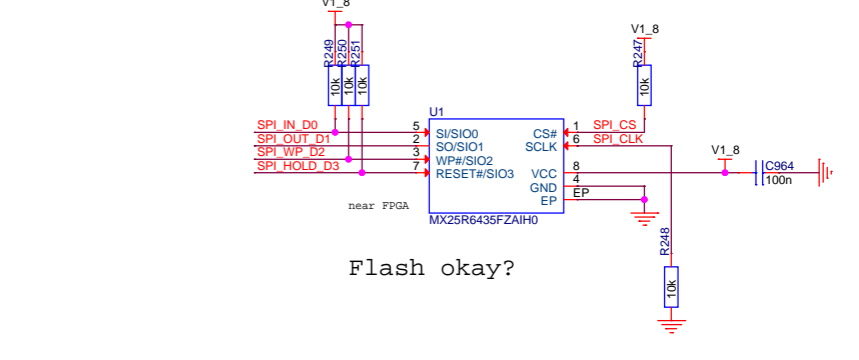 V1_8
V1_8
R249
R250
R251
R247
10k
10k
10k
10k
U1
SPI_IN_D0 5 SI/SIO0 CS# 1 SPI_CS
SPI_OUT_D1 2 SO/SIO1 SCLK 6 SPI_CLK
SPI_WP_D2 3 WP#/SIO2
SPI_HOLD_D3 7 RESET#/SIO3 VCC 8
V1_8
C964
100n
GND 4
EP EP
near FPGA
MX25R6435FZAIH0
R248
10k
Flash okay?